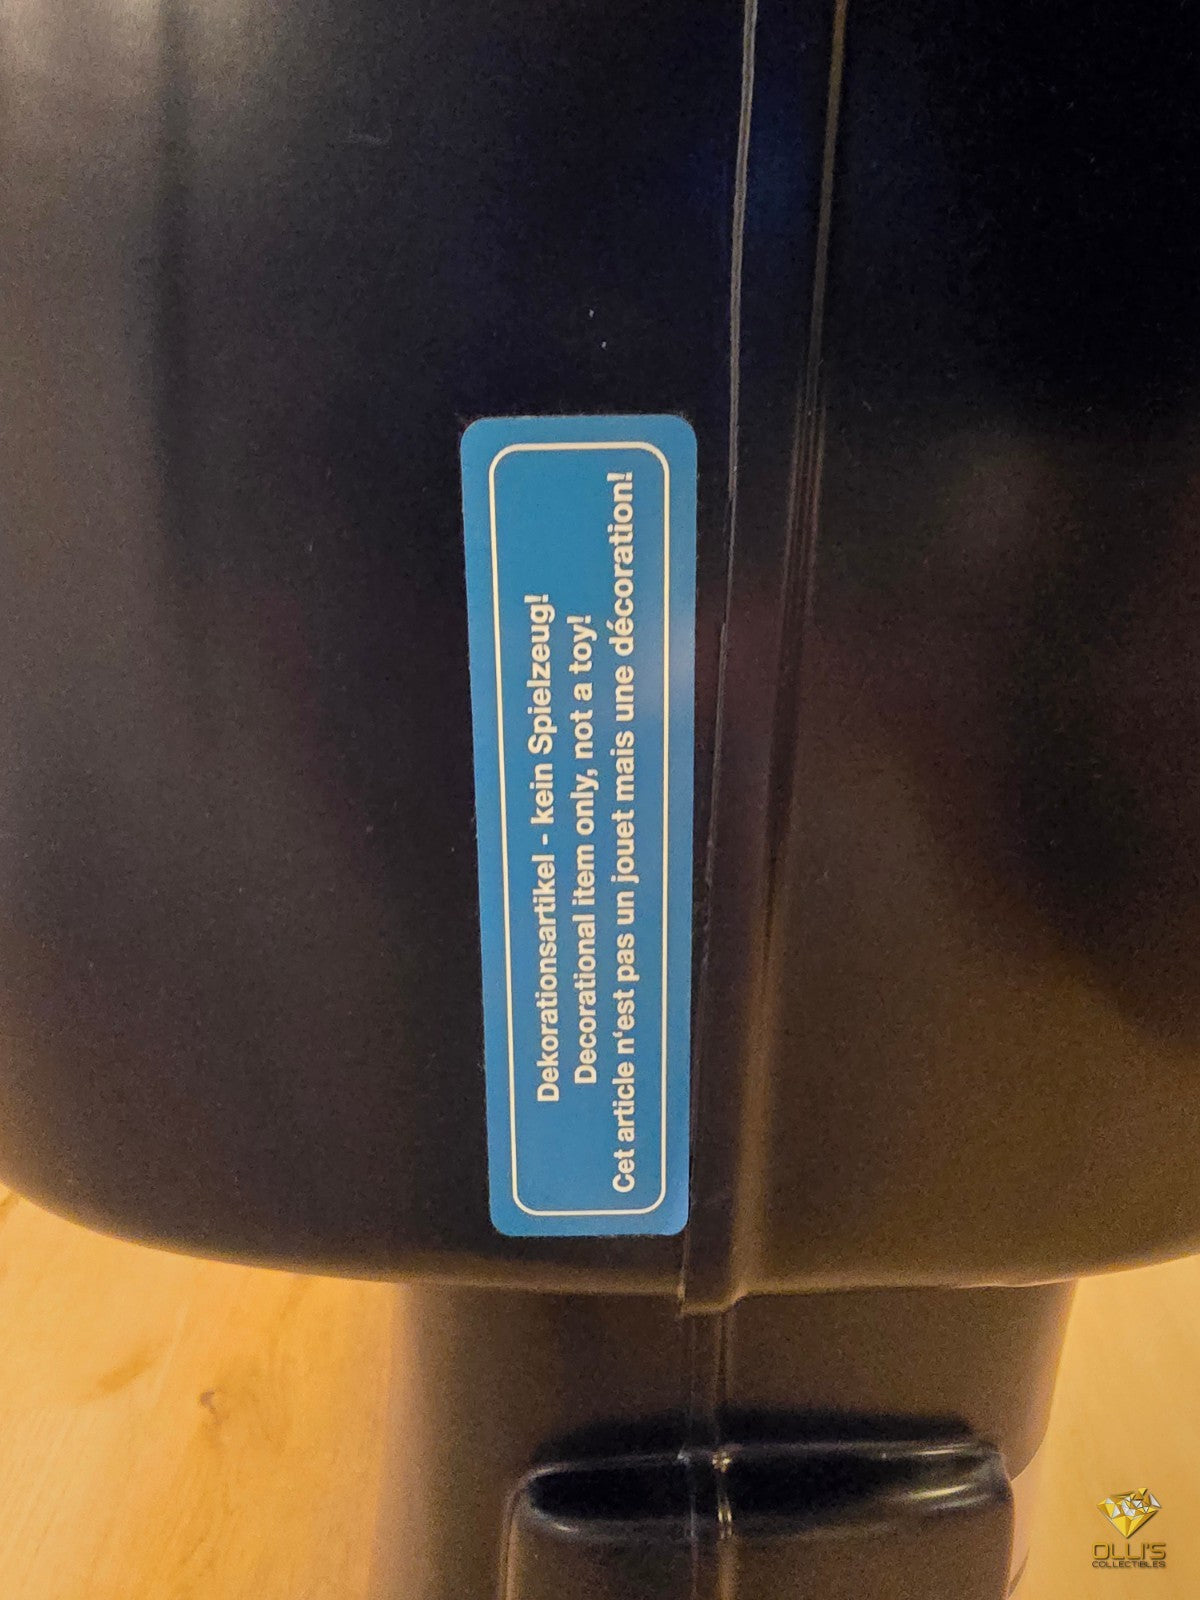 Dekorationsartikel - kein Spielzeug!
Decorational item only, not a toy!
Cet article n'est pas un jouet mais une décoration!
OLLI'S
COLLECTIBLES